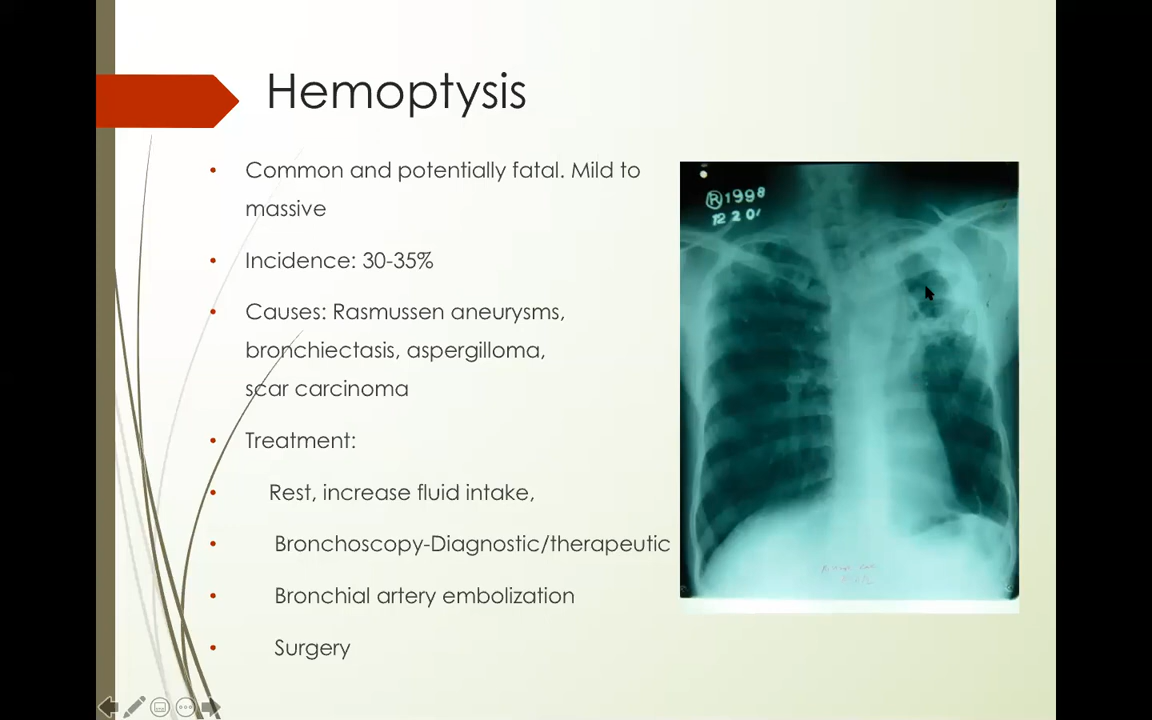 Hemoptysis
• Common and potentially fatal. Mild to
massive
• Incidence: 30-35%
• Causes: Rasmussen aneurysms,
bronchiectasis, aspergilloma,
scar carcinoma
• Treatment:
• Rest, increase fluid intake,
• Bronchoscopy-Diagnostic/therapeutic
• Bronchial artery embolization
• Surgery
R 1998